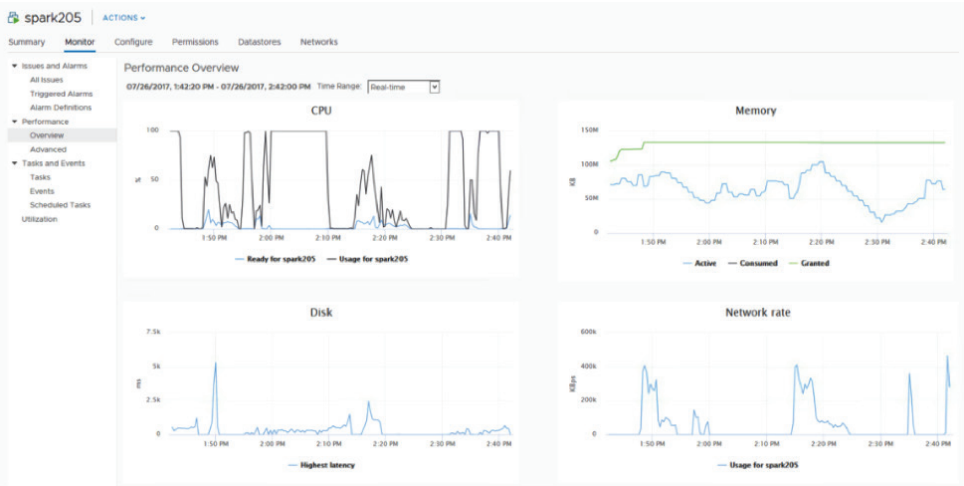 spark205 ACTIONS
Summary Monitor Configure Permissions Datastores Networks
Issues and Alarms
All Issues
Triggered Alarms
Alarm Definitions
Performance
Overview
Advanced
Tasks and Events
Tasks
Events
Scheduled Tasks
Utilization
Performance Overview
07/26/2017, 1:42:20 PM - 07/26/2017, 2:42:00 PM Time Range: Real-time
CPU
100
50
0
%
1:50 PM 2:00 PM 2:10 PM 2:20 PM 2:30 PM 2:40 PM
Ready for spark205 Usage for spark205
Memory
150M
100M
50M
0
KB
1:50 PM 2:00 PM 2:10 PM 2:20 PM 2:30 PM 2:40 PM
Active Consumed Granted
Disk
7.5k
5k
2.5k
0
ms
1:50 PM 2:00 PM 2:10 PM 2:20 PM 2:30 PM 2:40 PM
Highest latency
Network rate
600k
400k
200k
0
KBps
1:50 PM 2:00 PM 2:10 PM 2:20 PM 2:30 PM 2:40 PM
Usage for spark205